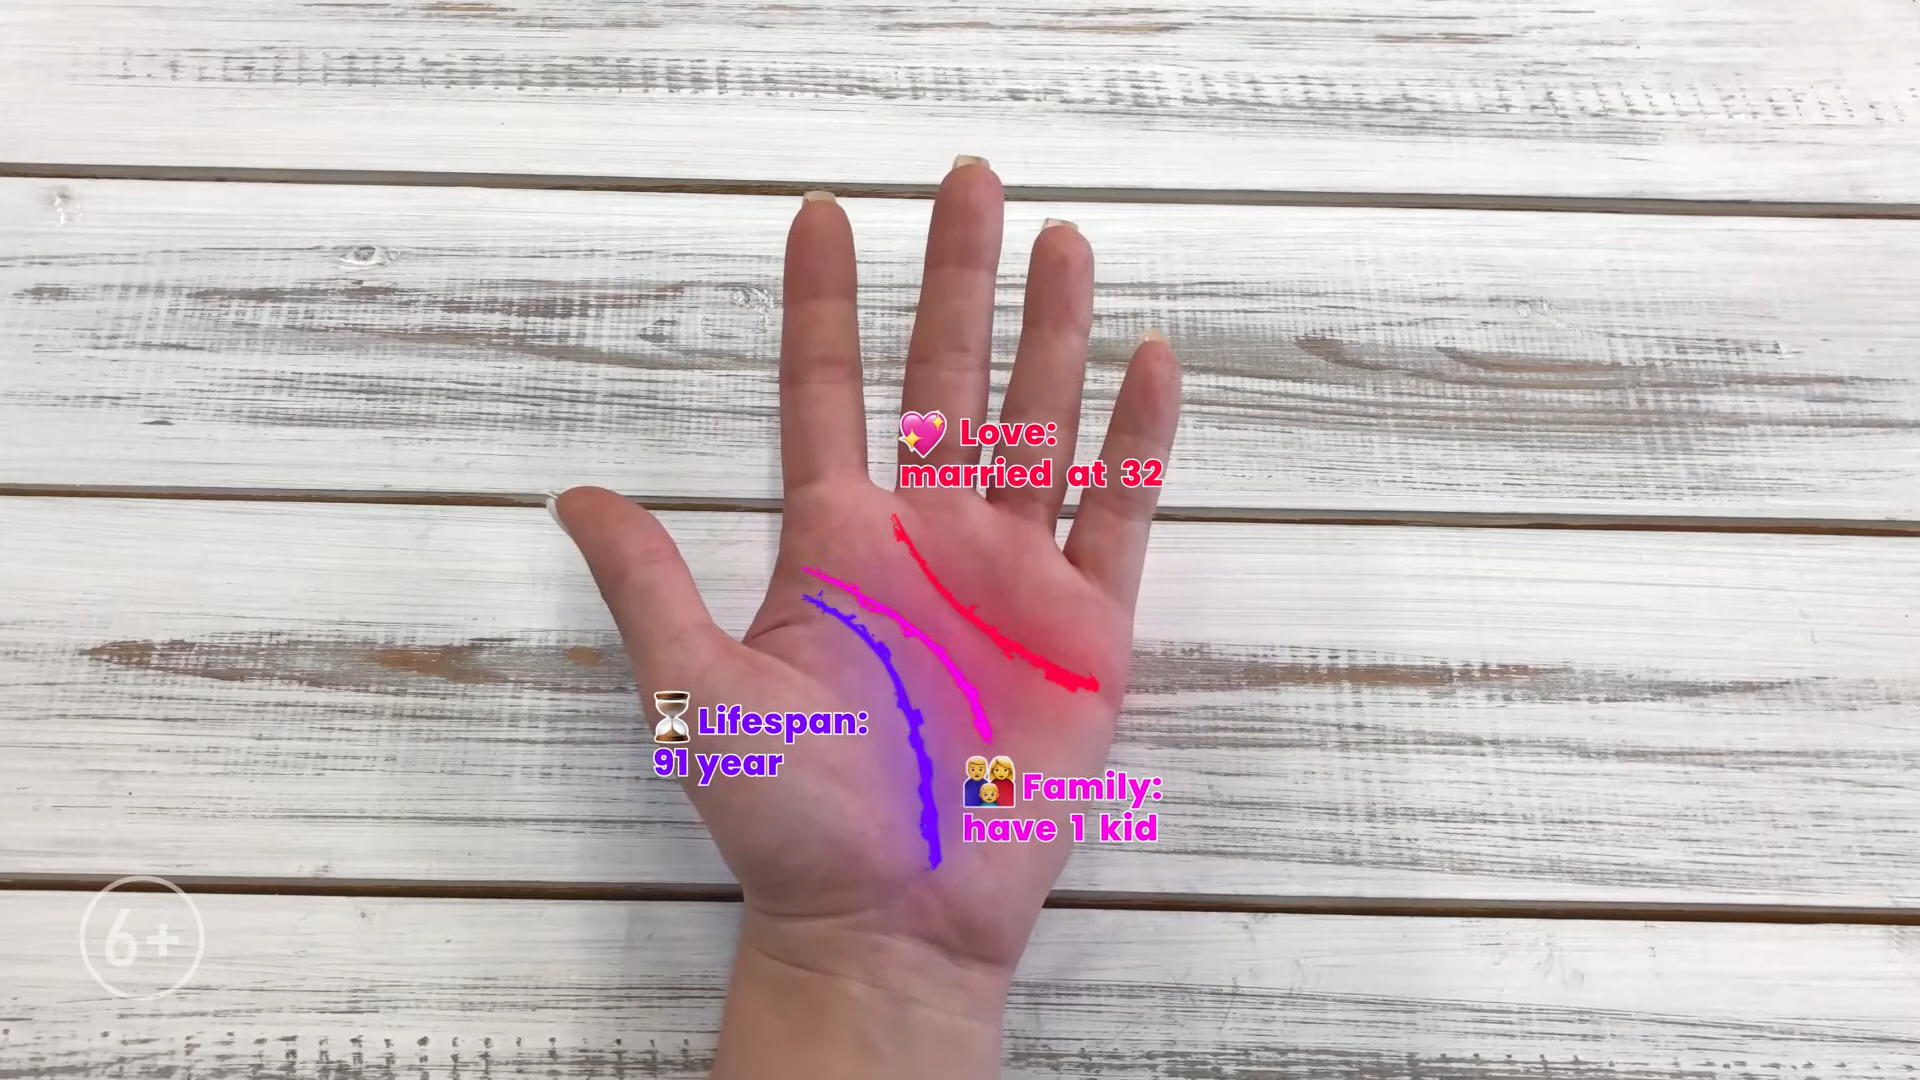 💖 Love:
married at 32
⏳ Lifespan:
91 year
👨‍👩‍👦 Family:
have 1 kid
6+